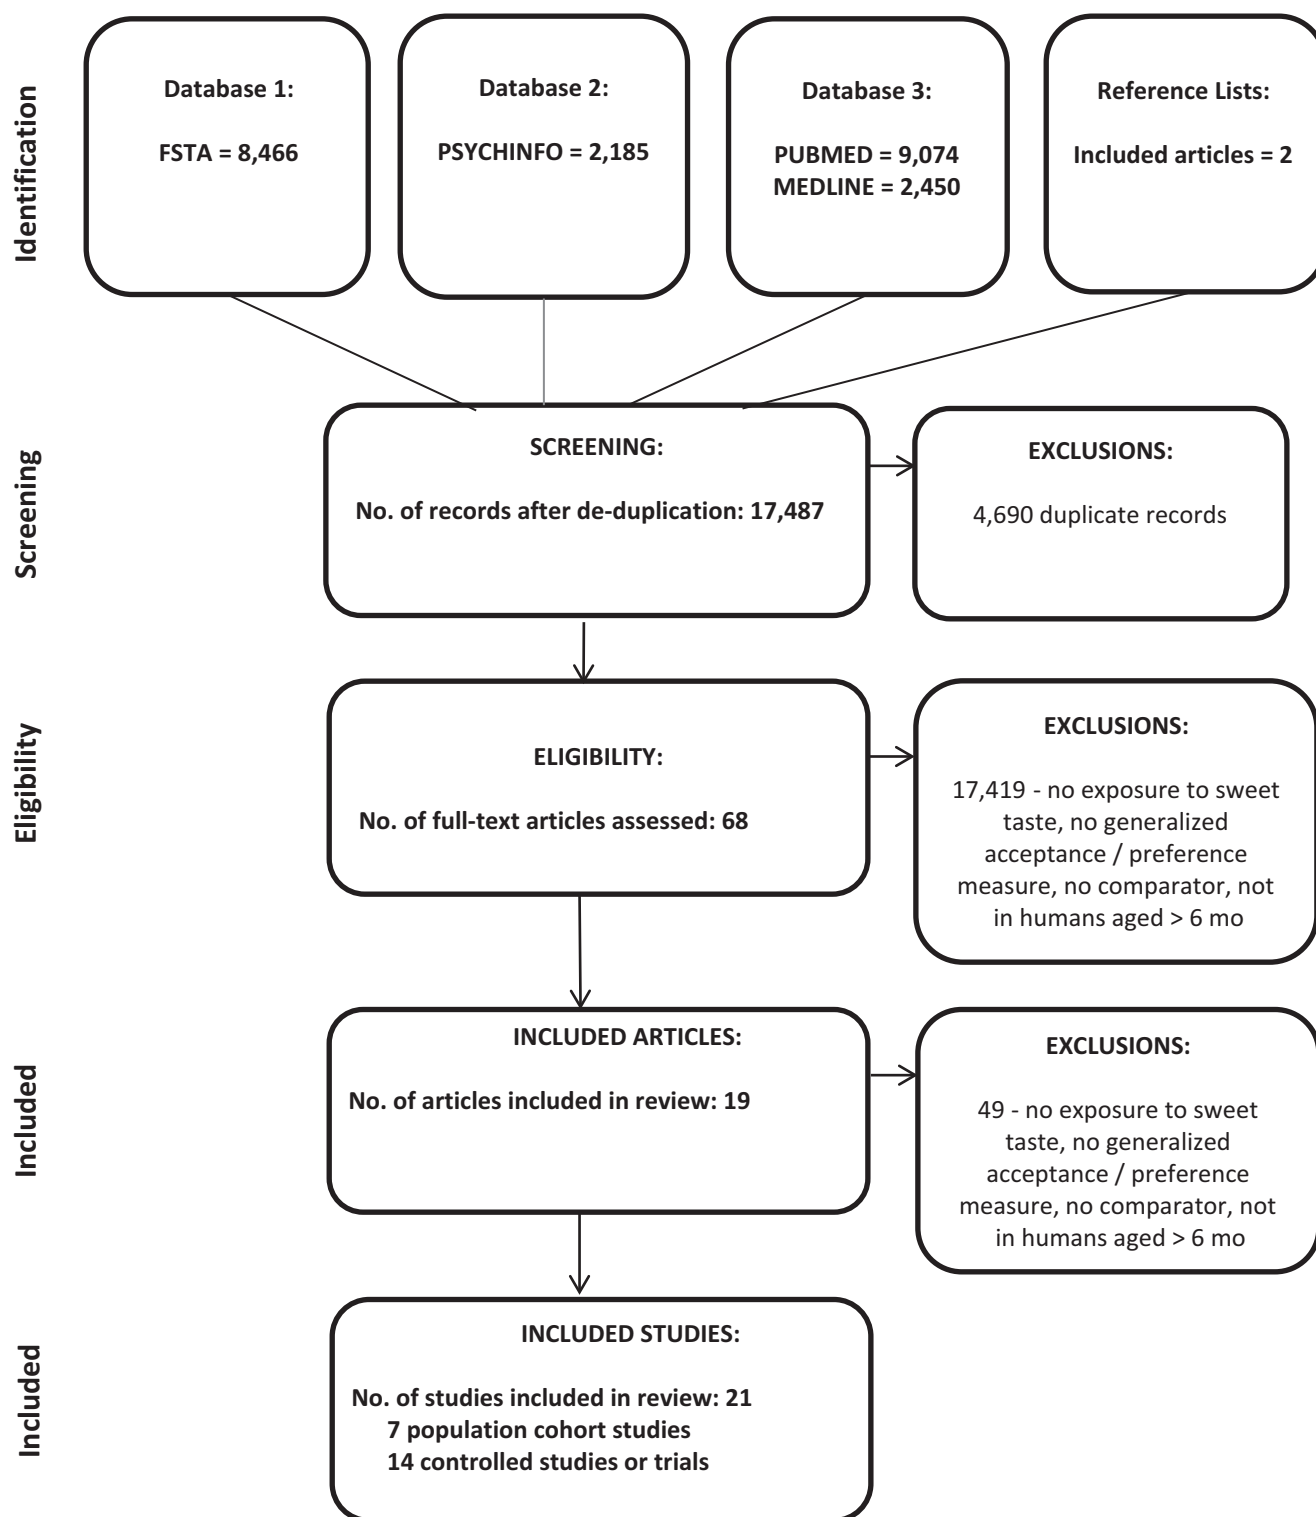 Identification
Database 1:
FSTA = 8,466
Database 2:
PSYCHINFO = 2,185
Database 3:
PUBMED = 9,074
MEDLINE = 2,450
Reference Lists:
Included articles = 2
Screening
SCREENING:
No. of records after de-duplication: 17,487
EXCLUSIONS:
4,690 duplicate records
Eligibility
ELIGIBILITY:
No. of full-text articles assessed: 68
EXCLUSIONS:
17,419 - no exposure to sweet
taste, no generalized
acceptance / preference
measure, no comparator, not
in humans aged > 6 mo
Included
INCLUDED ARTICLES:
No. of articles included in review: 19
EXCLUSIONS:
49 - no exposure to sweet
taste, no generalized
acceptance / preference
measure, no comparator, not
in humans aged > 6 mo
Included
INCLUDED STUDIES:
No. of studies included in review: 21
7 population cohort studies
14 controlled studies or trials